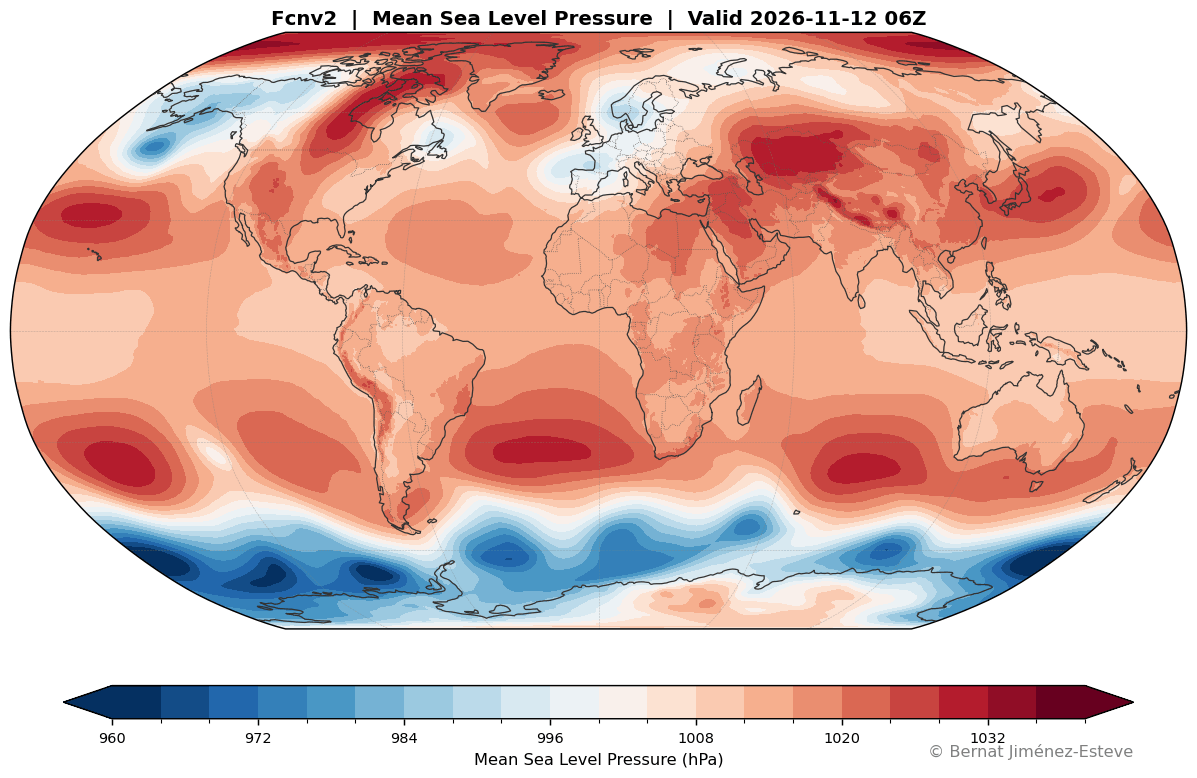 Fcnv2 | Mean Sea Level Pressure | Valid 2026-11-12 06Z
960 972 984 996 1008 1020 1032
Mean Sea Level Pressure (hPa)
© Bernat Jiménez-Esteve